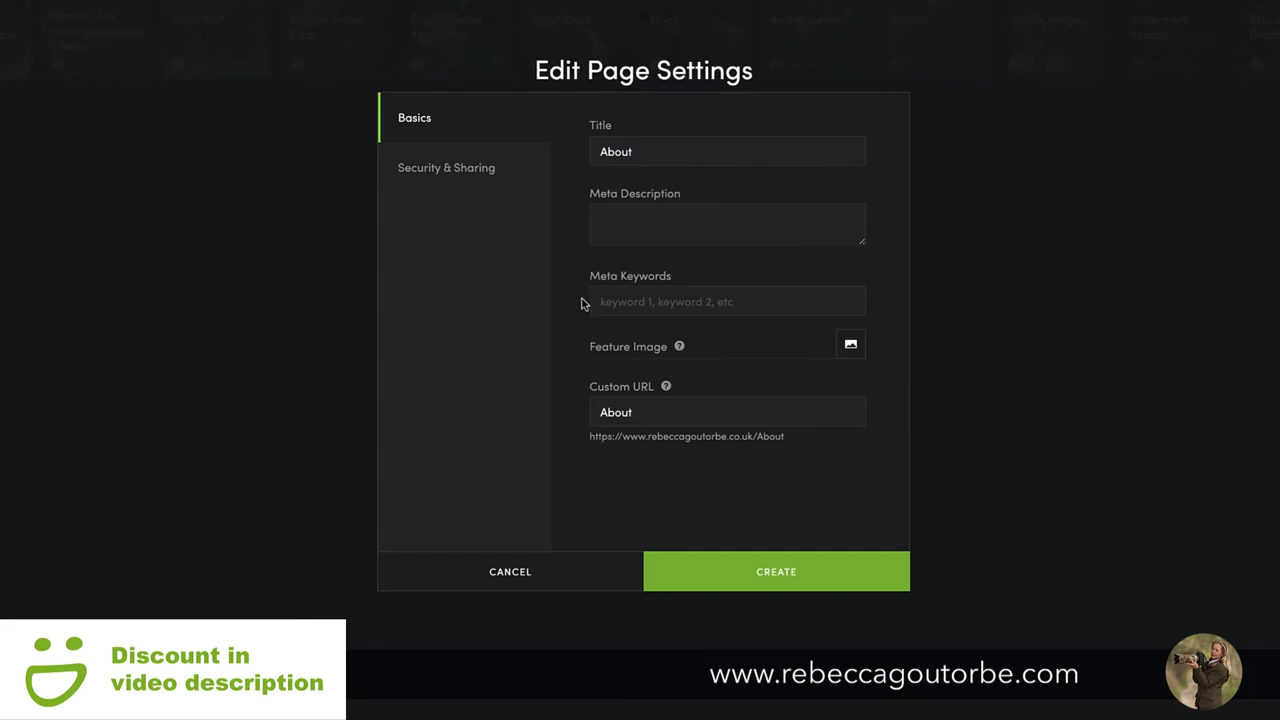 Edit Page Settings
Basics
Security & Sharing
Title
About
Meta Description
Meta Keywords
keyword 1, keyword 2, etc
Feature Image ?
Custom URL ?
About
https://www.rebeccagoutorbe.co.uk/About
CANCEL
CREATE
Discount in
video description
www.rebeccagoutorbe.com